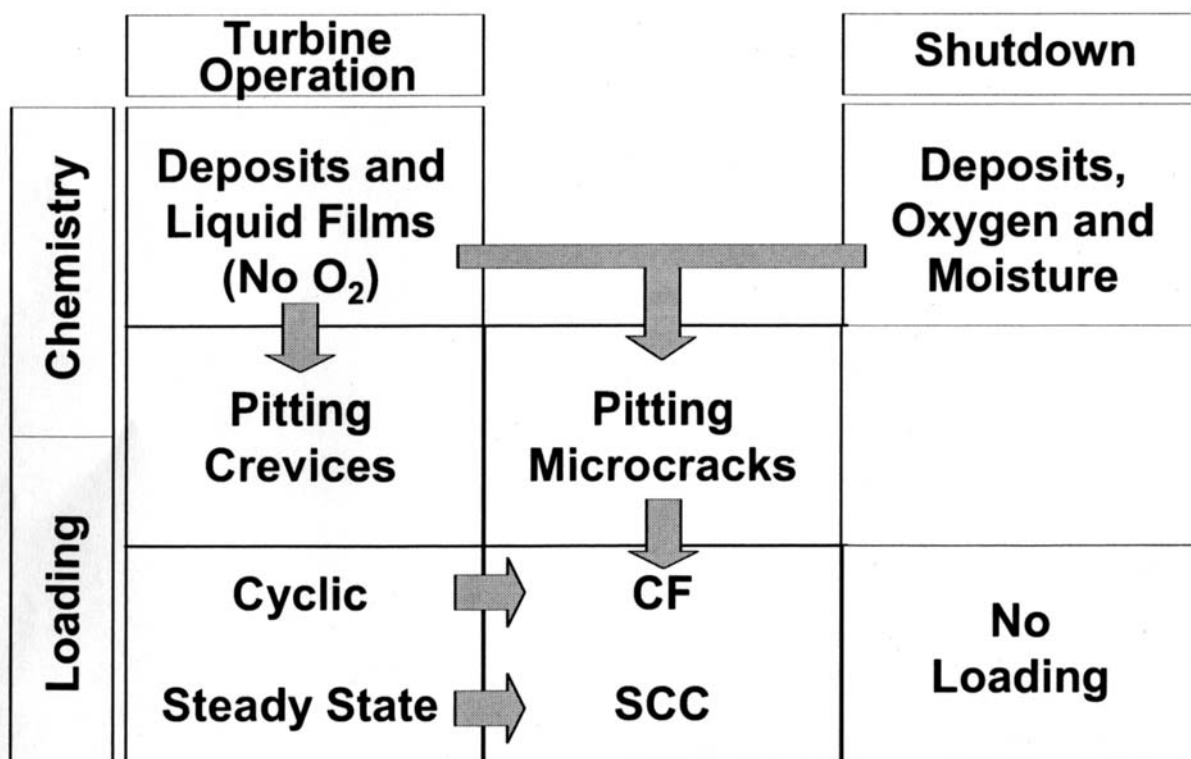 Turbine
Operation
Shutdown
Chemistry
Deposits and
Liquid Films
(No O₂)
Deposits,
Oxygen and
Moisture
Pitting
Crevices
Pitting
Microcracks
Loading
Cyclic
CF
No
Loading
Steady State
SCC